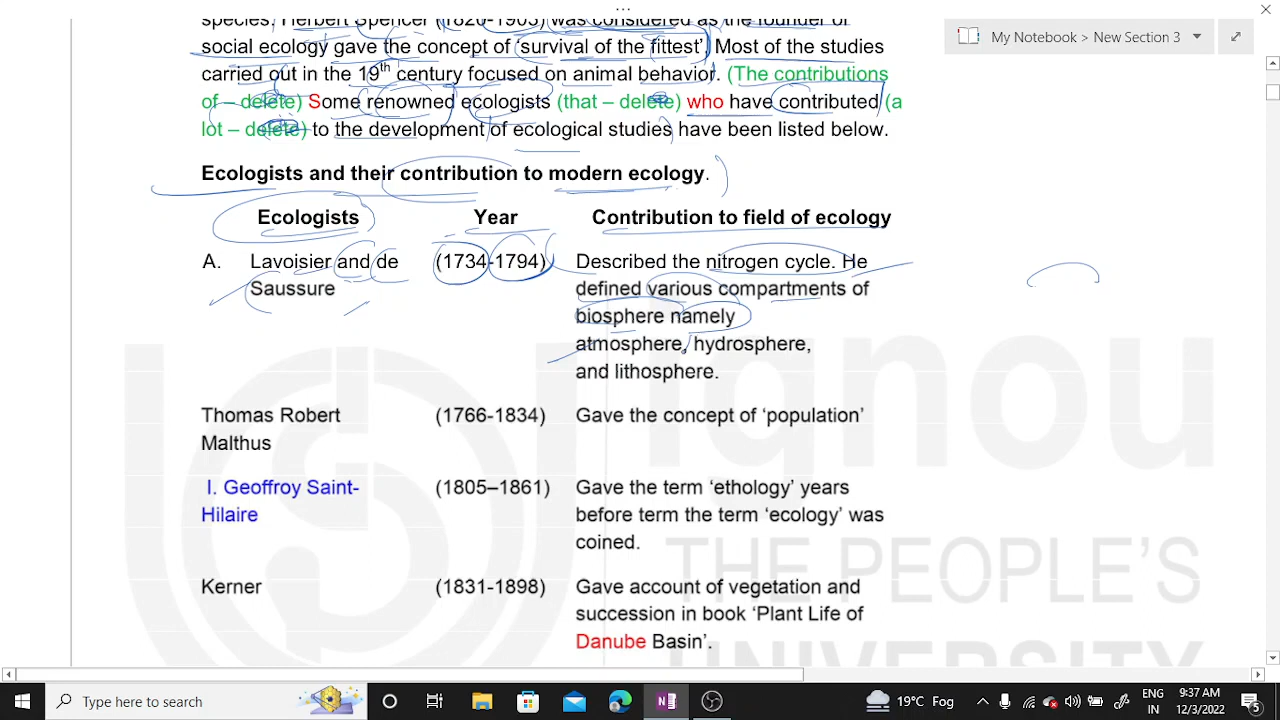 ...
My Notebook > New Section 3
species. Herbert Spencer (1820-1903) was considered as the founder of
social ecology gave the concept of ‘survival of the fittest’. Most of the studies
carried out in the 19th century focused on animal behavior. (The contributions
of – delete) Some renowned ecologists (that – delete) who have contributed (a
lot – delete) to the development of ecological studies have been listed below.
Ecologists and their contribution to modern ecology.
Ecologists Year Contribution to field of ecology
A. Lavoisier and de (1734-1794) Described the nitrogen cycle. He
Saussure defined various compartments of
biosphere namely
atmosphere, hydrosphere,
and lithosphere.
Thomas Robert (1766-1834) Gave the concept of ‘population’
Malthus
I. Geoffroy Saint- (1805–1861) Gave the term ‘ethology’ years
Hilaire before term the term ‘ecology’ was
coined.
Kerner (1831-1898) Gave account of vegetation and
succession in book ‘Plant Life of
Danube Basin’.
ignou
THE PEOPLE'S
UNIVERSITY
Type here to search
19°C Fog
ENG
IN
9:37 AM
12/3/2022
5